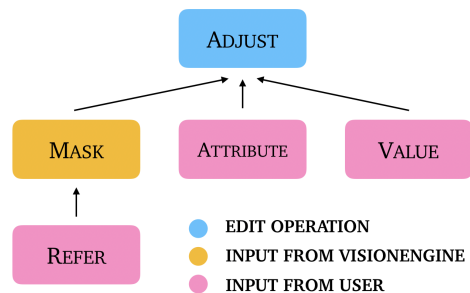 ADJUST
MASK
ATTRIBUTE
VALUE
REFER
EDIT OPERATION
INPUT FROM VISIONENGINE
INPUT FROM USER